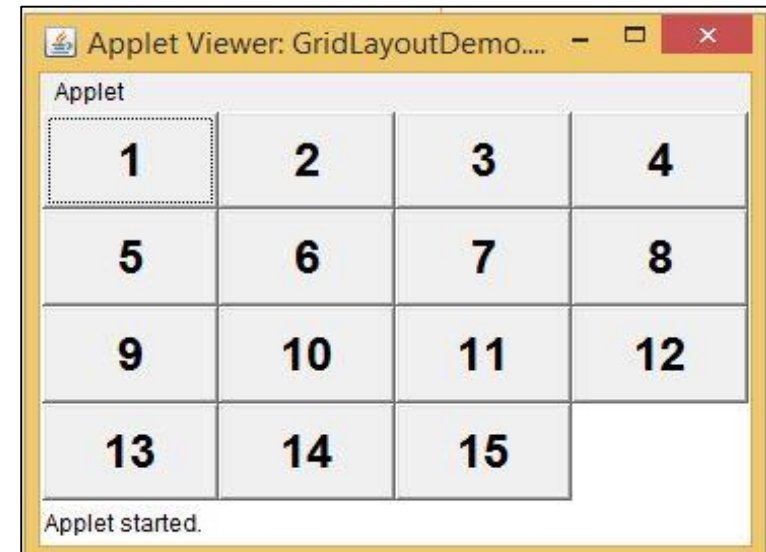 Applet Viewer: GridLayoutDemo....
Applet
1 2 3 4
5 6 7 8
9 10 11 12
13 14 15
Applet started.